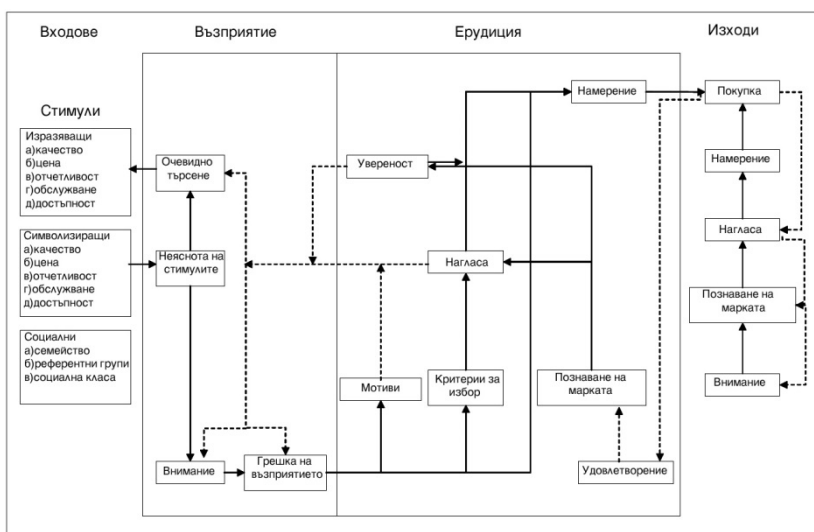 Входове
Възприятие
Ерудиция
Изходи
Стимули
Изразяващи
а)качество
б)цена
в)отчетливост
г)обслужване
д)достъпност
Символизиращи
а)качество
б)цена
в)отчетливост
г)обслужване
д)достъпност
Социални
а)семейство
б)референтни групи
в)социална класа
Очевидно
търсене
Неяснота на
стимулите
Внимание
Грешка на
възприятието
Намерение
Увереност
Нагласа
Мотиви
Критерии за
избор
Познаване на
марката
Удовлетворение
Покупка
Намерение
Нагласа
Познаване на
марката
Внимание